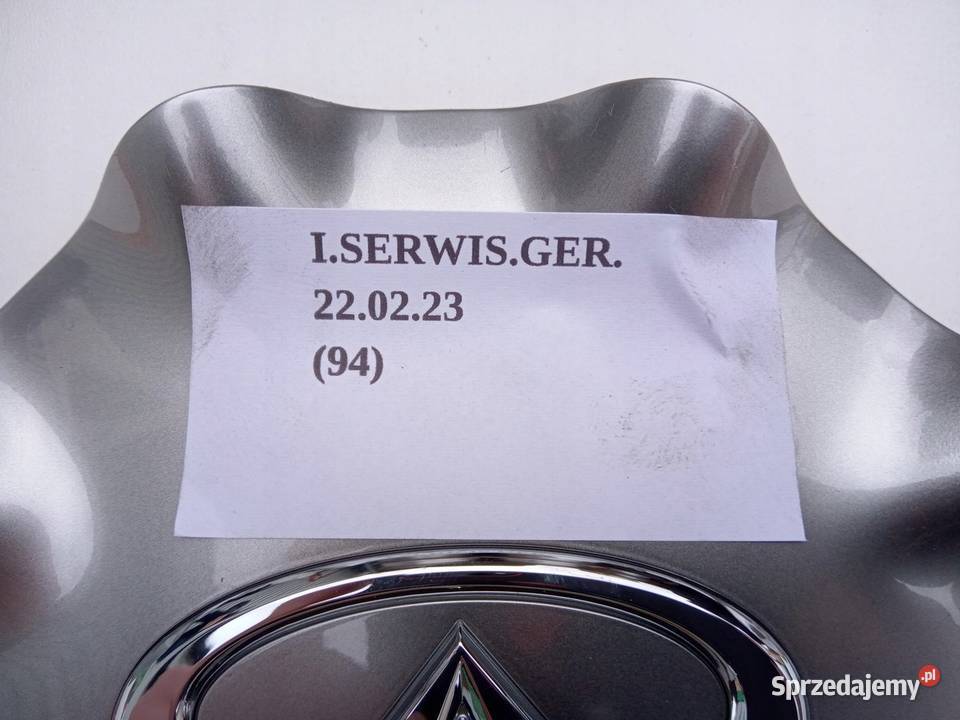 I.SERWIS.GER.
22.02.23
(94)
Sprzedajemy.pl